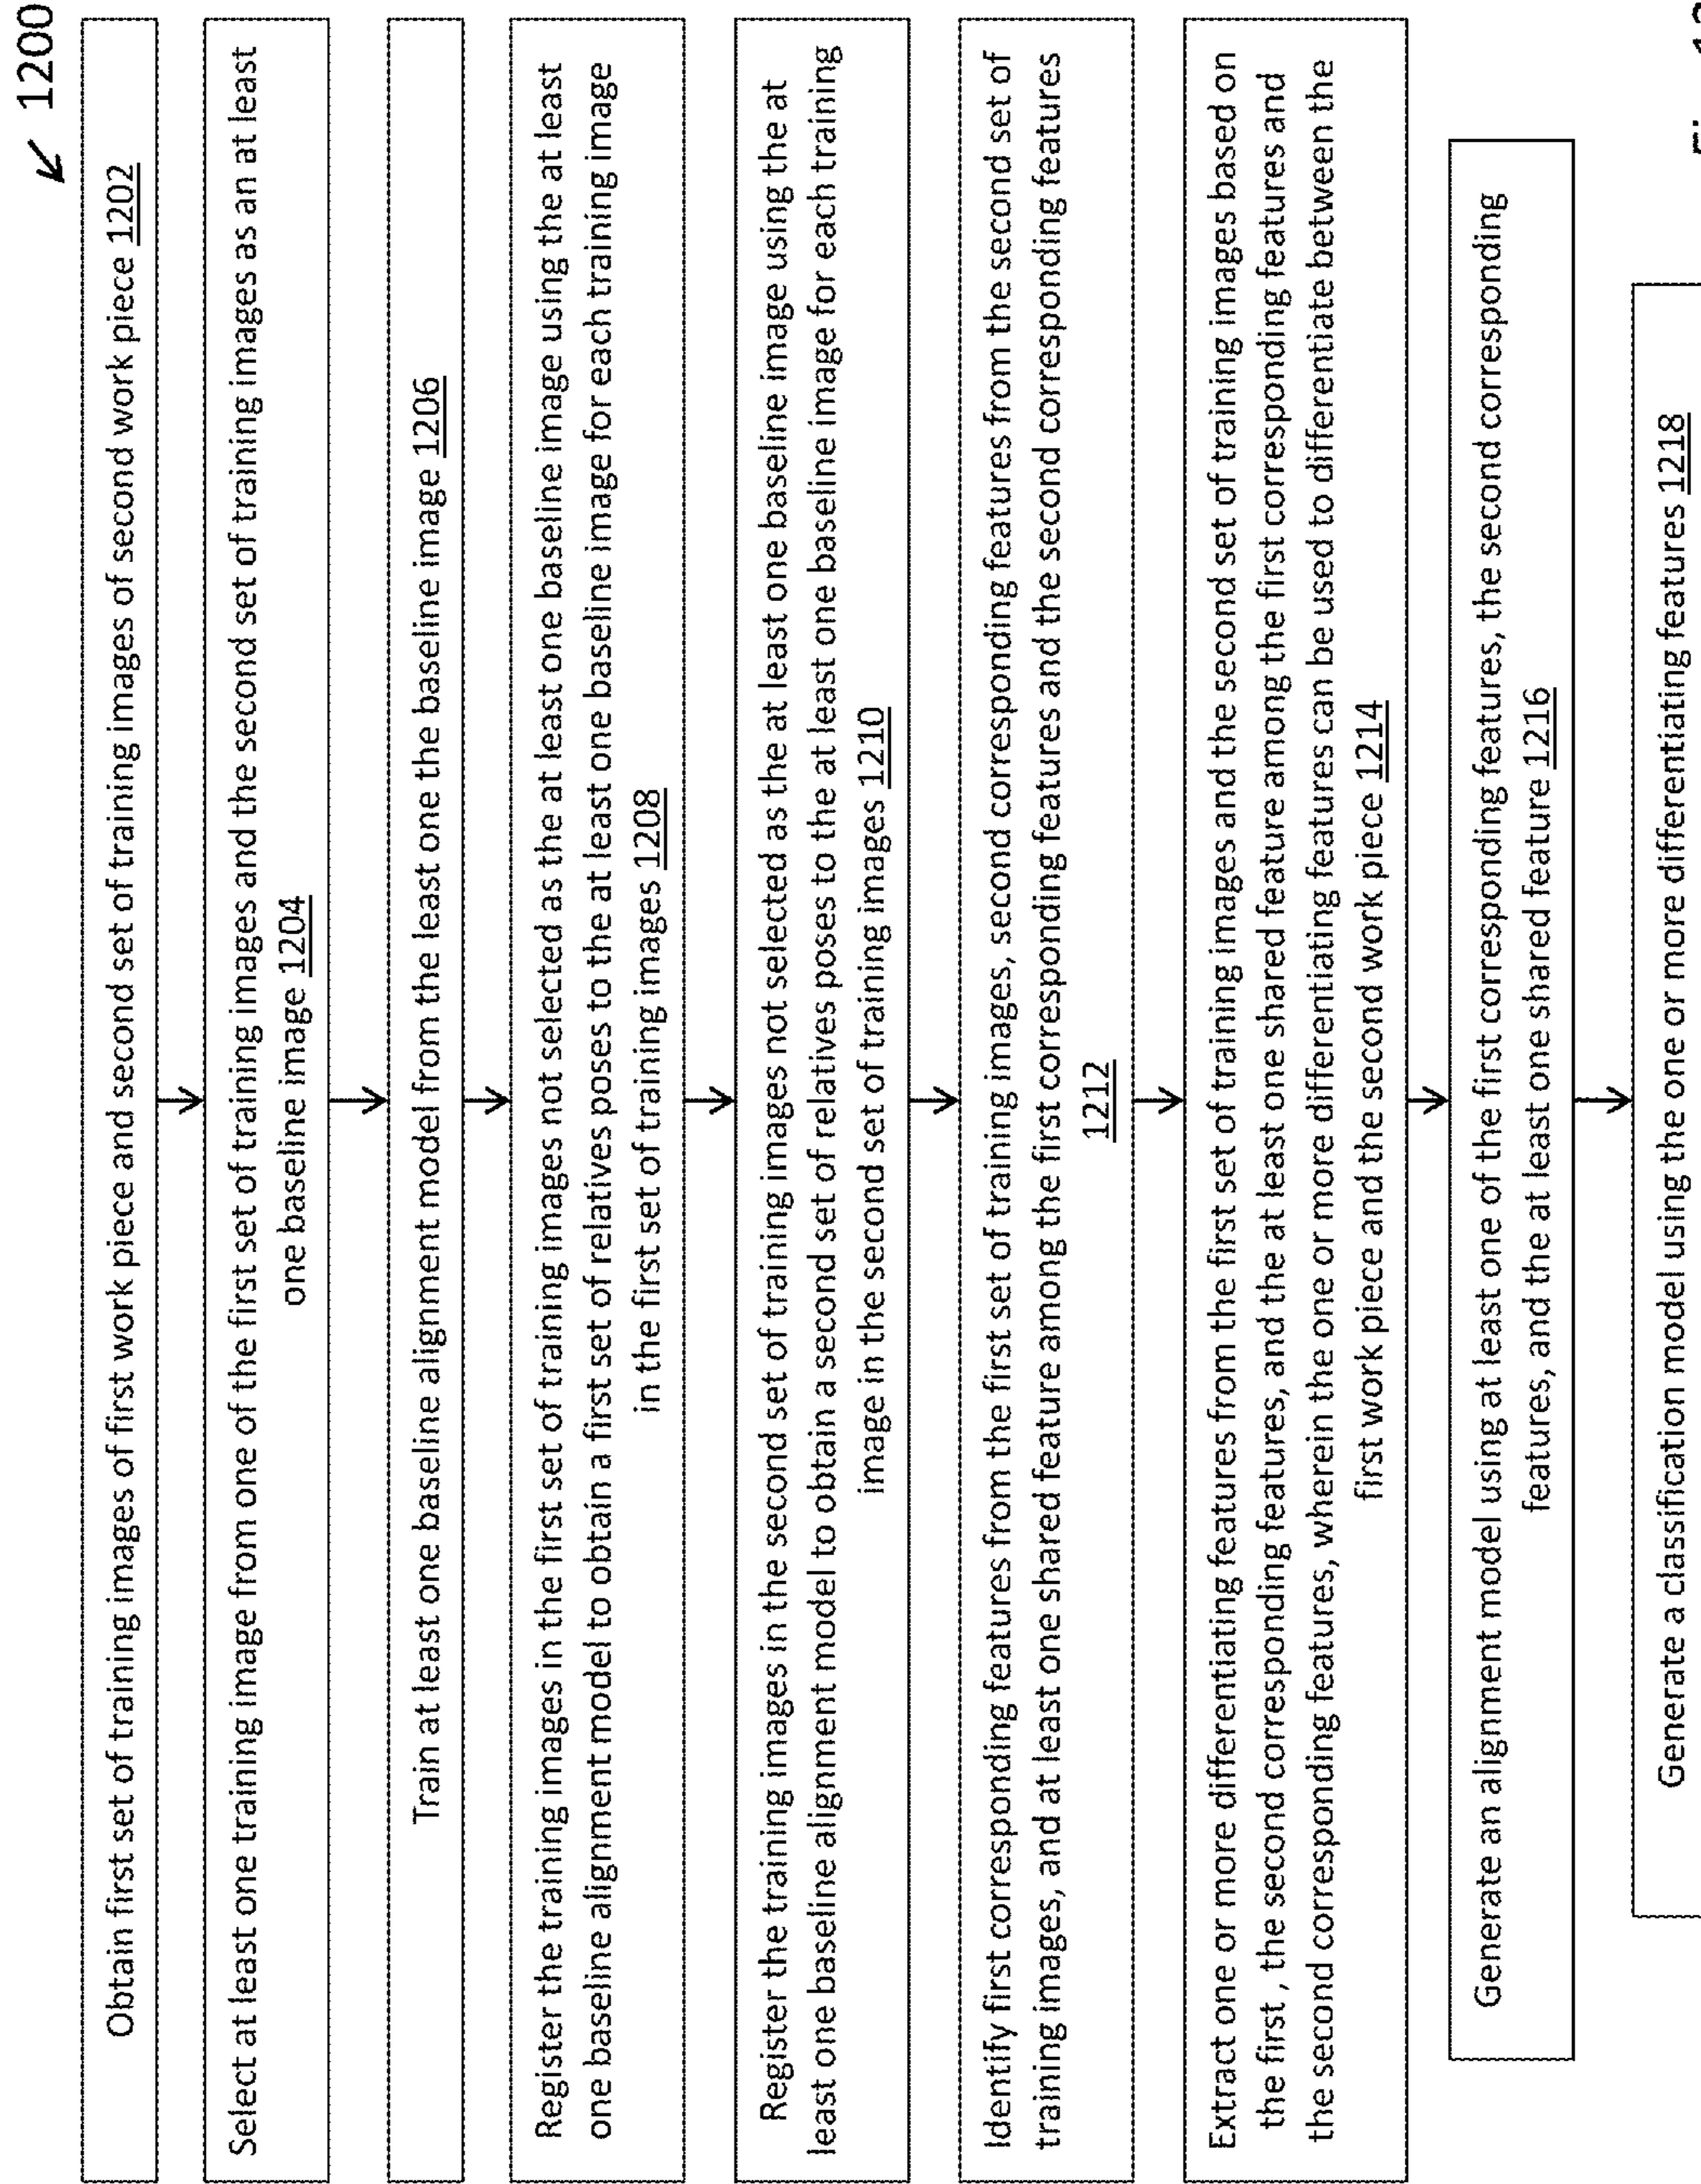 1200
Obtain first set of training images of first work piece and second set of training images of second work piece 1202
Select at least one training image from one of the first set of training images and the second set of training images as an at least
one baseline image 1204
Train at least one baseline alignment model from the least one the baseline image 1206
Register the training images in the first set of training images not selected as the at least one baseline image using the at least
one baseline alignment model to obtain a first set of relatives poses to the at least one baseline image for each training image
in the first set of training images 1208
Register the training images in the second set of training images not selected as the at least one baseline image using the at
least one baseline alignment model to obtain a second set of relatives poses to the at least one baseline image for each training
image in the second set of training images 1210
Identify first corresponding features from the first set of training images, second corresponding features from the second set of
training images, and at least one shared feature among the first corresponding features and the second corresponding features
1212
Extract one or more differentiating features from the first set of training images and the second set of training images based on
the first , the second corresponding features, and the at least one shared feature among the first corresponding features and
the second corresponding features, wherein the one or more differentiating features can be used to differentiate between the
first work piece and the second work piece 1214
Generate an alignment model using at least one of the first corresponding features, the second corresponding
features, and the at least one shared feature 1216
Generate a classification model using the one or more differentiating features 1218